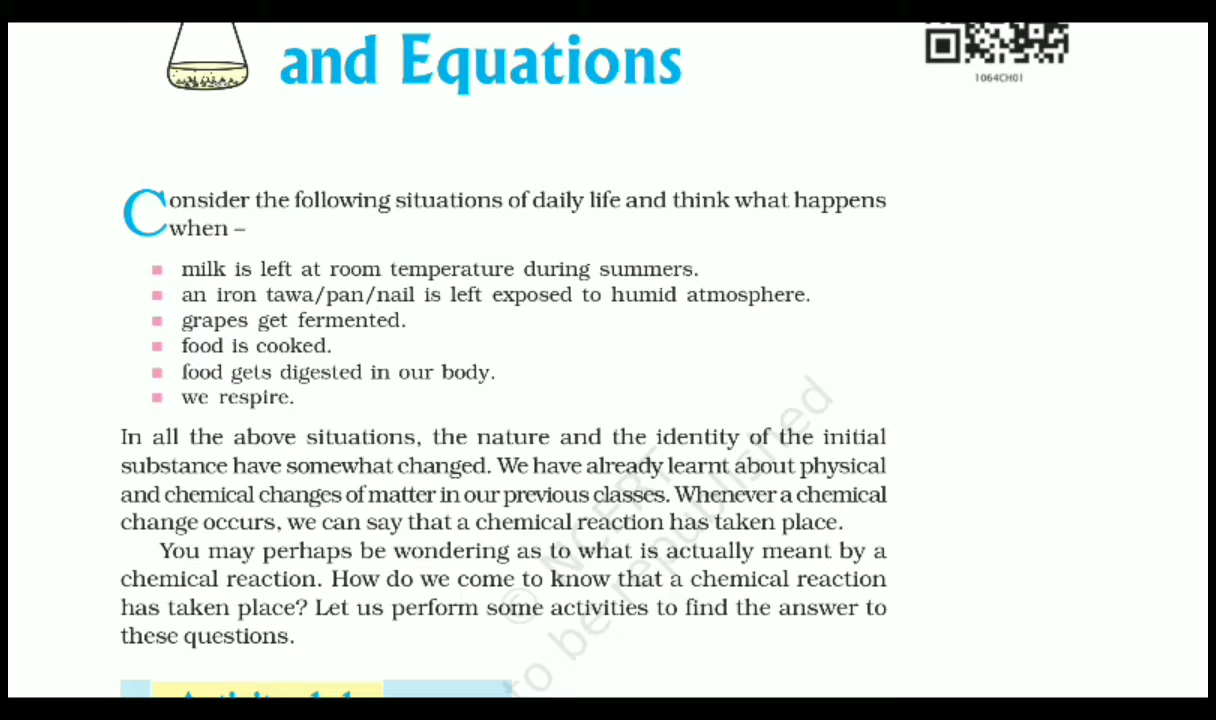 and Equations
1064CH01
Consider the following situations of daily life and think what happens
when –
milk is left at room temperature during summers.
an iron tawa/pan/nail is left exposed to humid atmosphere.
grapes get fermented.
food is cooked.
food gets digested in our body.
we respire.
In all the above situations, the nature and the identity of the initial
substance have somewhat changed. We have already learnt about physical
and chemical changes of matter in our previous classes. Whenever a chemical
change occurs, we can say that a chemical reaction has taken place.
You may perhaps be wondering as to what is actually meant by a
chemical reaction. How do we come to know that a chemical reaction
has taken place? Let us perform some activities to find the answer to
these questions.
© NCERT
to be republished